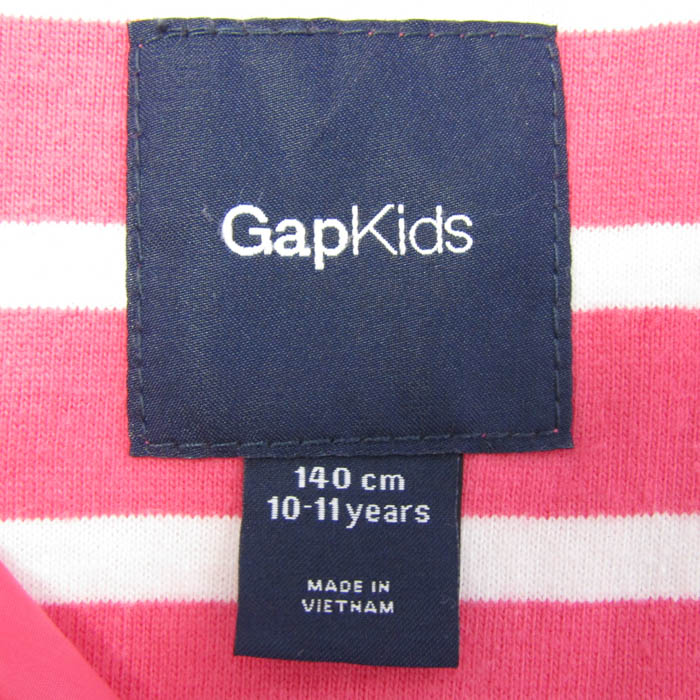 GapKids
140 cm
10-11 years
MADE IN
VIETNAM